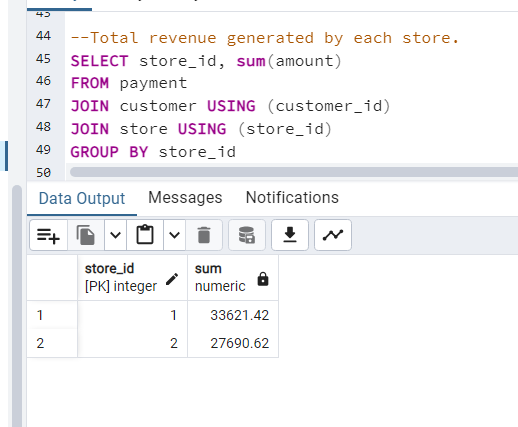 43
44 --Total revenue generated by each store.
45 SELECT store_id, sum(amount)
46 FROM payment
47 JOIN customer USING (customer_id)
48 JOIN store USING (store_id)
49 GROUP BY store_id
50
Data Output Messages Notifications
store_id sum
[PK] integer numeric
1 1 33621.42
2 2 27690.62